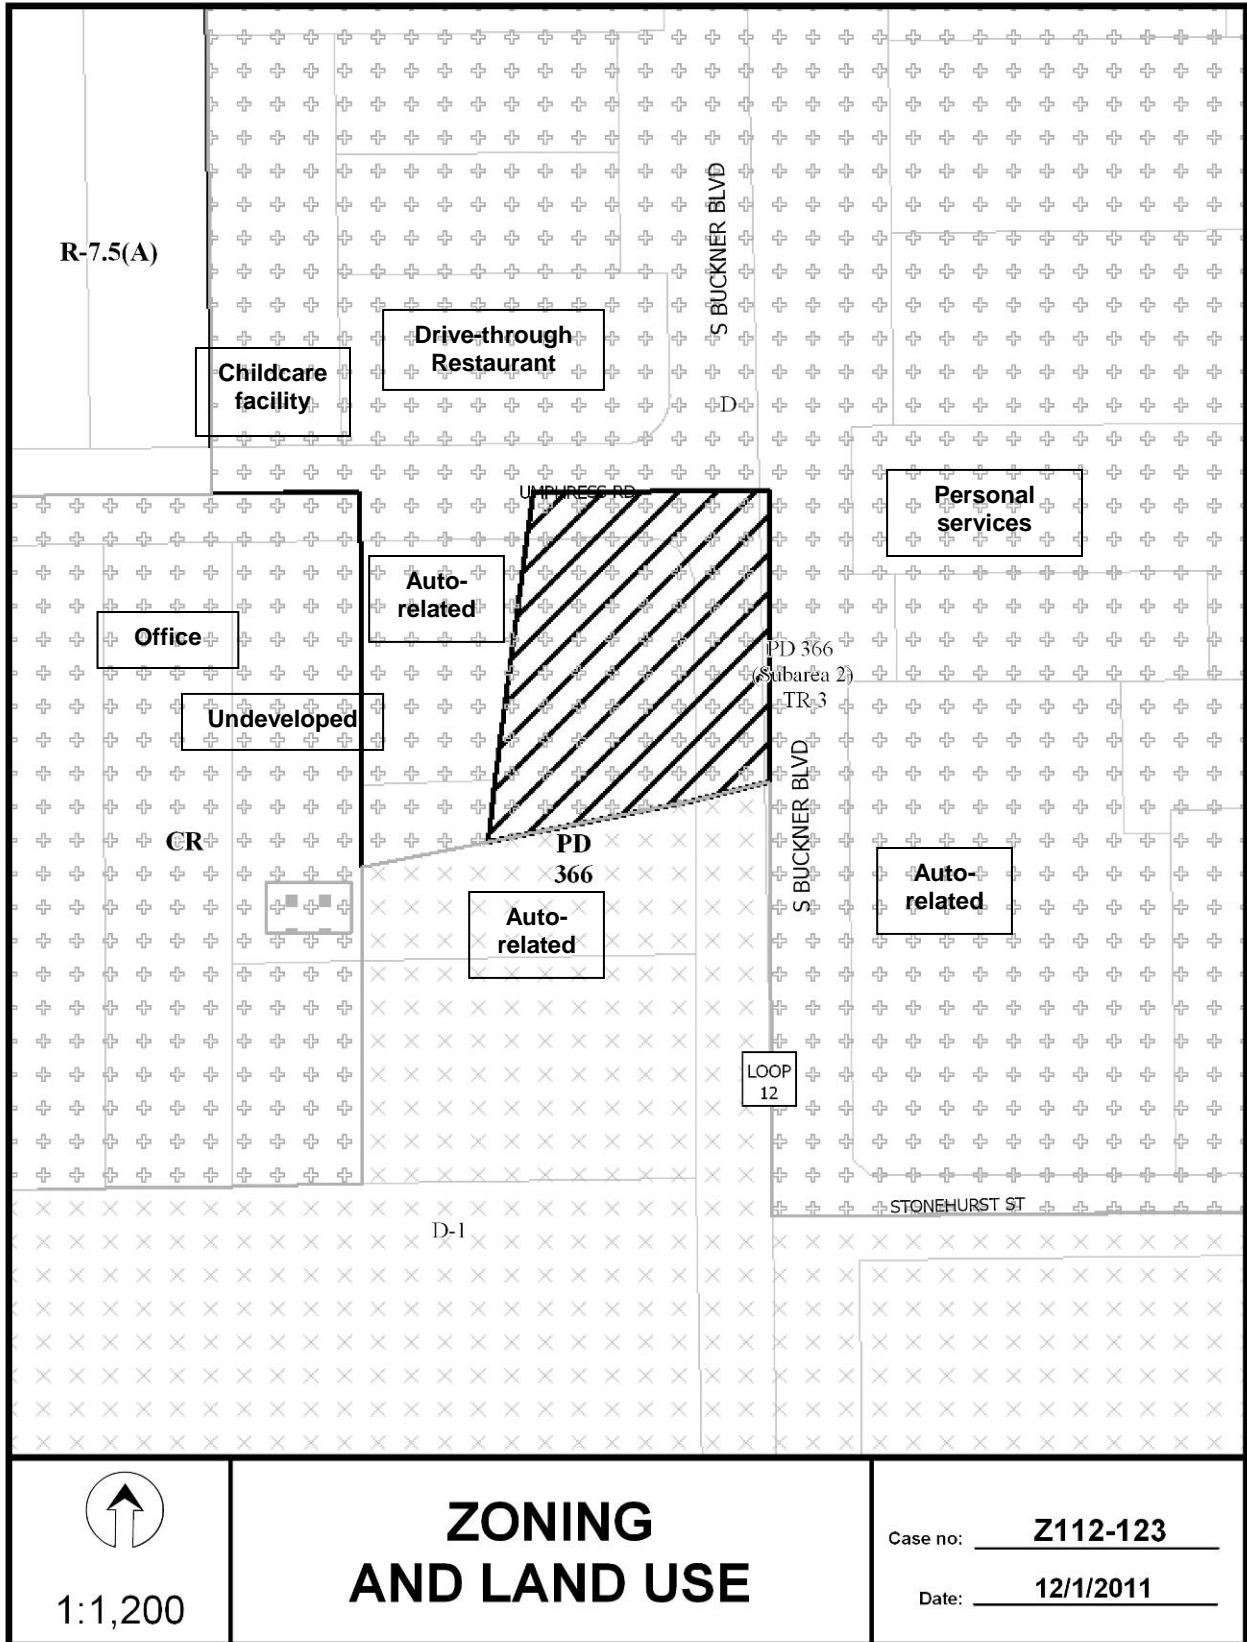 S BUCKNER BLVD
R-7.5(A)
Drive-through
Restaurant
Childcare
facility
D
UMPHRESS RD
Personal
services
Auto-
related
Office
PD 366
(Subarea 2)
TR 3
Undeveloped
S BUCKNER BLVD
CR
PD
366
Auto-
related
Auto-
related
LOOP
12
STONEHURST ST
D-1
1:1,200
ZONING
AND LAND USE
Case no: Z112-123
Date: 12/1/2011